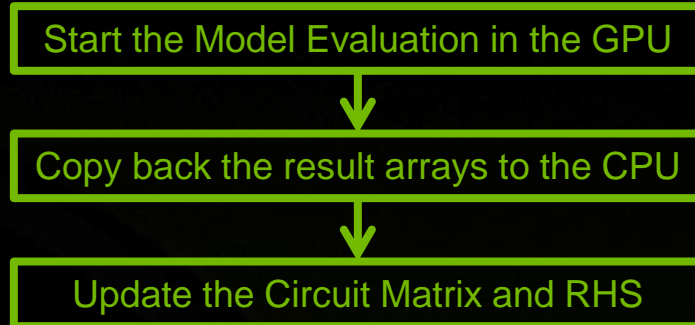 Start the Model Evaluation in the GPU
Copy back the result arrays to the CPU
Update the Circuit Matrix and RHS